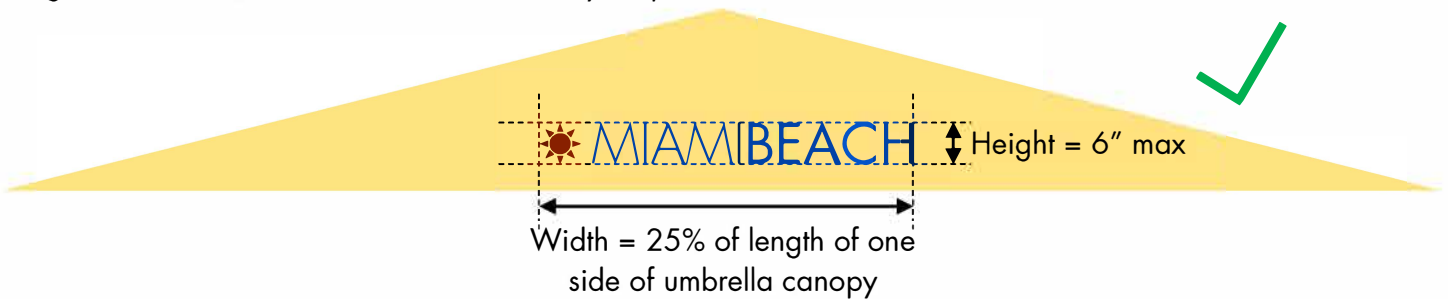 MIAMIBEACH
Height = 6” max
Width = 25% of length of one
side of umbrella canopy